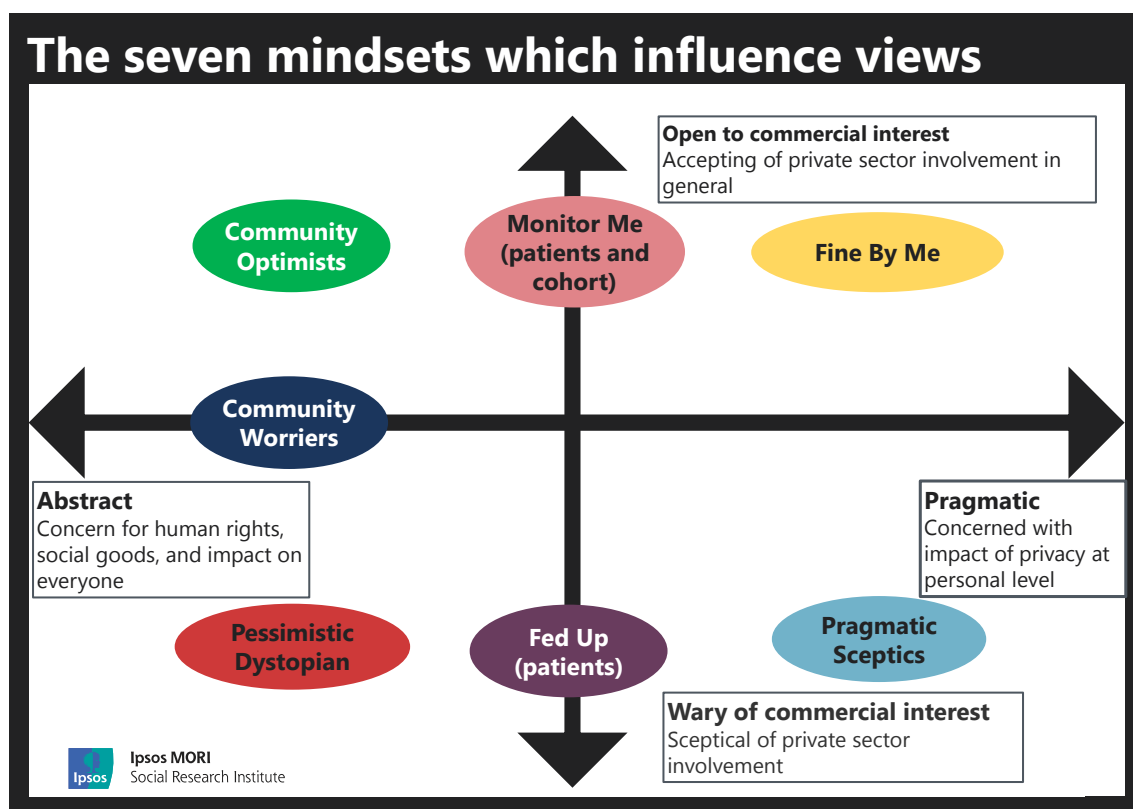 The seven mindsets which influence views
Open to commercial interest
Accepting of private sector involvement in
general
Community
Optimists
Monitor Me
(patients and
cohort)
Fine By Me
Community
Worriers
Abstract
Concern for human rights,
social goods, and impact on
everyone
Pragmatic
Concerned with
impact of privacy at
personal level
Pessimistic
Dystopian
Fed Up
(patients)
Pragmatic
Sceptics
Wary of commercial interest
Sceptical of private sector
involvement
Ipsos
Ipsos MORI
Social Research Institute